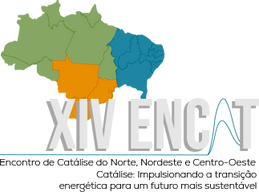 XIV ENCAT
Encontro de Catálise do Norte, Nordeste e Centro-Oeste
Catálise: Impulsionando a transição
energética para um futuro mais sustentável